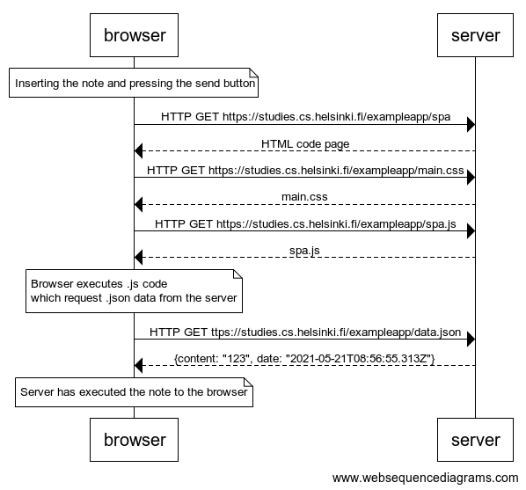 browser server
Inserting the note and pressing the send button
HTTP GET https://studies.cs.helsinki.fi/exampleapp/spa
HTML code page
HTTP GET https://studies.cs.helsinki.fi/exampleapp/main.css
main.css
HTTP GET https://studies.cs.helsinki.fi/exampleapp/spa.js
spa.js
Browser executes .js code
which request .json data from the server
HTTP GET ttps://studies.cs.helsinki.fi/exampleapp/data.json
{content: "123", date: "2021-05-21T08:56:55.313Z"}
Server has executed the note to the browser
browser server
www.websequencediagrams.com